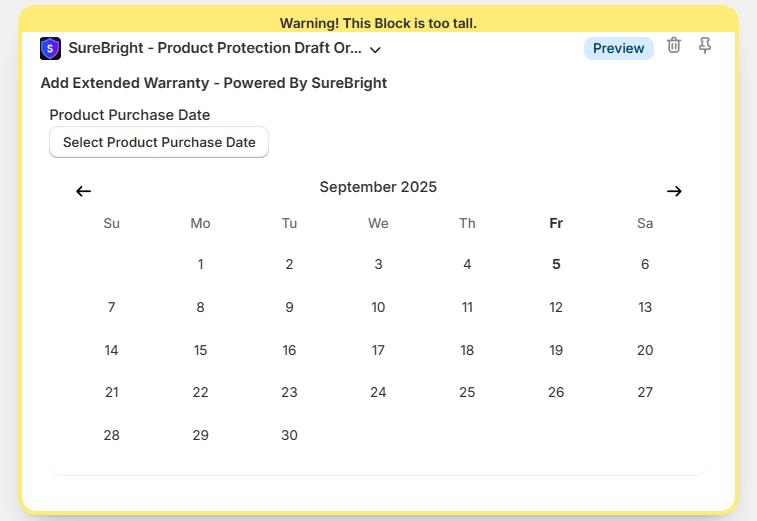 Warning! This Block is too tall.
S SureBright - Product Protection Draft Or... Preview
Add Extended Warranty - Powered By SureBright
Product Purchase Date
Select Product Purchase Date
September 2025
Su Mo Tu We Th Fr Sa
1 2 3 4 5 6
7 8 9 10 11 12 13
14 15 16 17 18 19 20
21 22 23 24 25 26 27
28 29 30